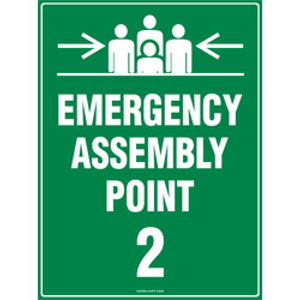 EMERGENCY
ASSEMBLY
POINT
2